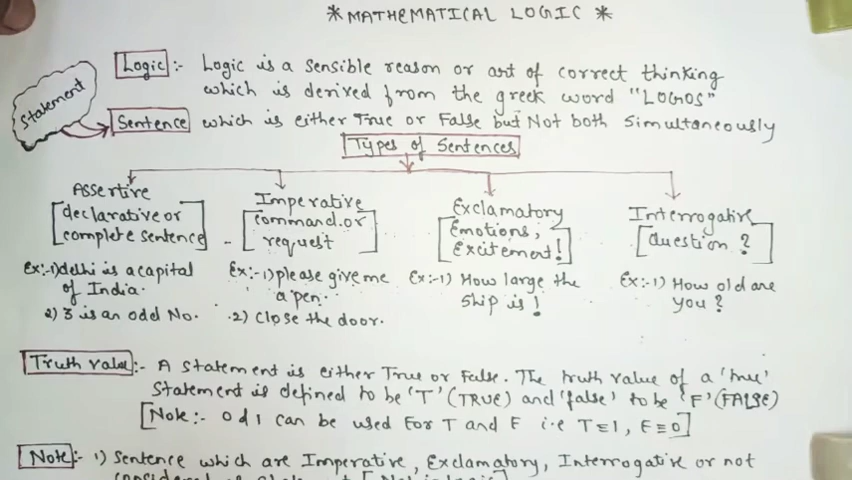 *MATHEMATICAL LOGIC *
Logic :- Logic is a sensible reason or art of correct thinking
which is derived from the greek word "LOGOS"
Statement
Sentence which is either True or False but Not both Simultaneously
Types of Sentences
Assertive
[declarative or
complete sentence]
Ex:-1) delhi is a capital
of India.
2) 3 is an odd No.
Imperative
[command or
request]
Ex:-1) please give me
a pen.
2) Close the door.
Exclamatory
[Emotions,
Excitement!]
Ex:-1) How large the
ship is!
Interrogative
[Question ?]
Ex:-1) How old are
you ?
Truth value :- A Statement is either True or False. The truth value of a 'true'
Statement is defined to be 'T' (TRUE) and 'false' to be 'F' (FALSE)
[Note :- 0 d 1 can be used For T and F i.e T≡1, F≡0]
Note :- 1) Sentence which are Imperative, Exclamatory, Interrogative or not